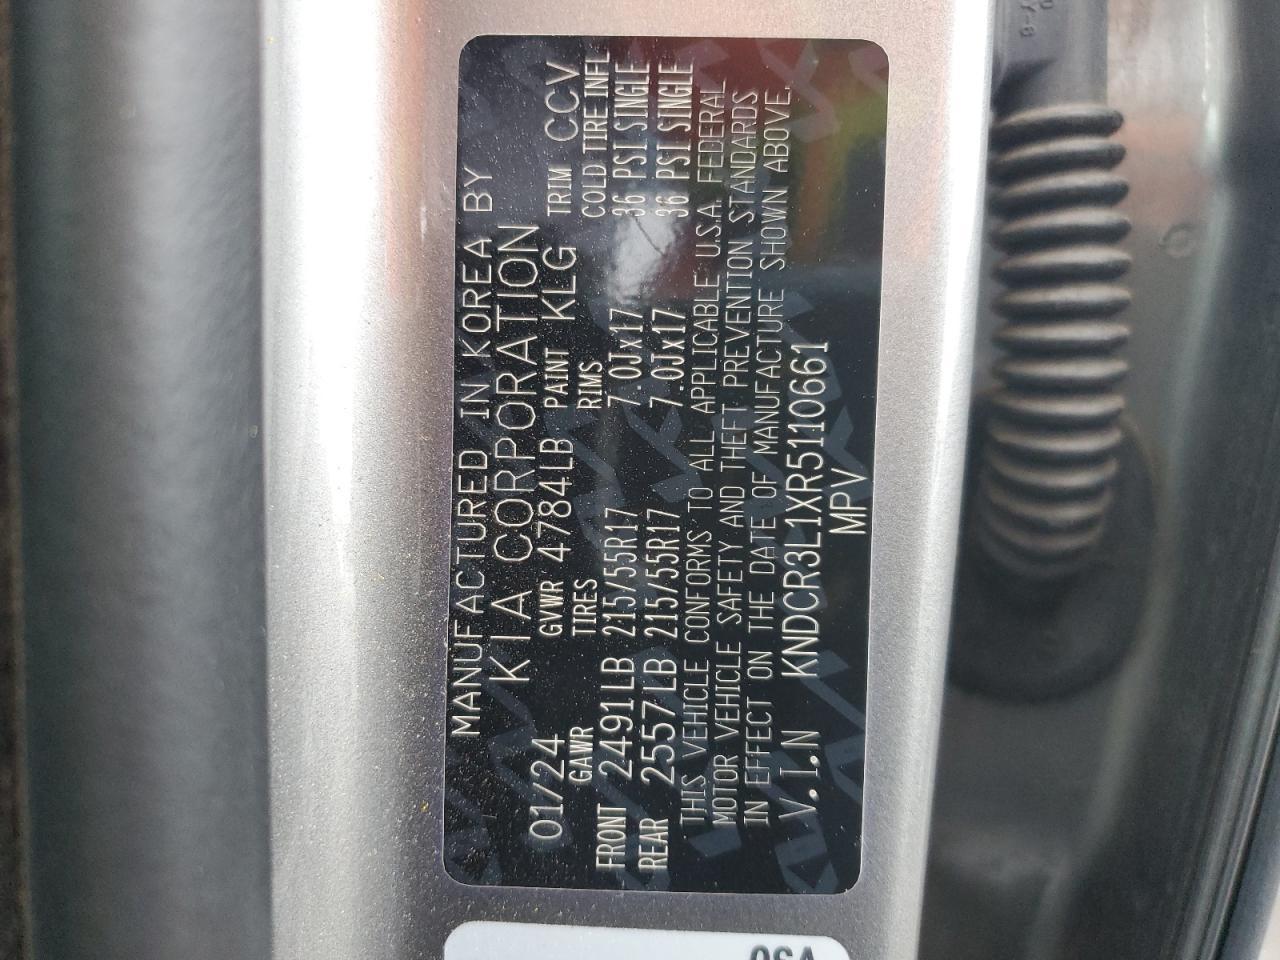 MANUFACTURED IN KOREA BY
KIA CORPORATION
01/24 GVWR 4784LB PAINT KLG TRIM CCV
GAWR TIRES RIMS COLD TIRE INFL
FRONT 2491LB 215/55R17 7.0Jx17 36 PSI SINGLE
REAR 2557LB 215/55R17 7.0Jx17 36 PSI SINGLE
THIS VEHICLE CONFORMS TO ALL APPLICABLE U.S.A FEDERAL
MOTOR VEHICLE SAFETY AND THEFT PREVENTION STANDARDS
IN EFFECT ON THE DATE OF MANUFACTURE SHOWN ABOVE.
V.I.N KNDCR3L1XR5110661
MPV